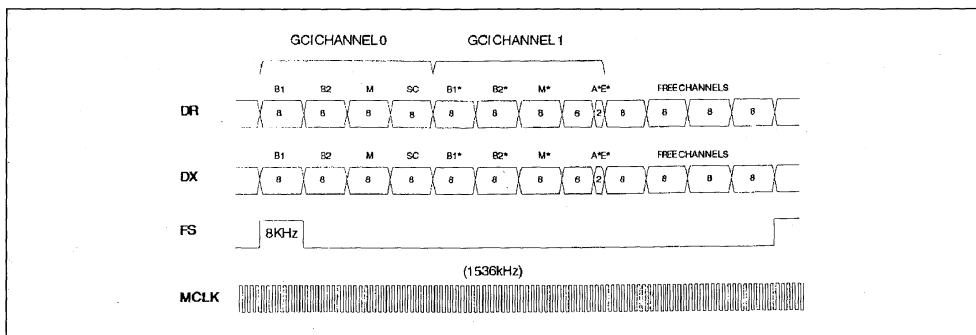 GCI CHANNEL 0 GCI CHANNEL 1
B1 B2 M SC B1* B2* M* A*E* FREE CHANNELS
DR 8 8 8 8 8 8 8 6 2 8 8 8 8
B1 B2 M SC B1* B2* M* A*E* FREE CHANNELS
DX 8 8 8 8 8 8 8 6 2 8 8 8 8
FS 8KHz
(1536kHz)
MCLK